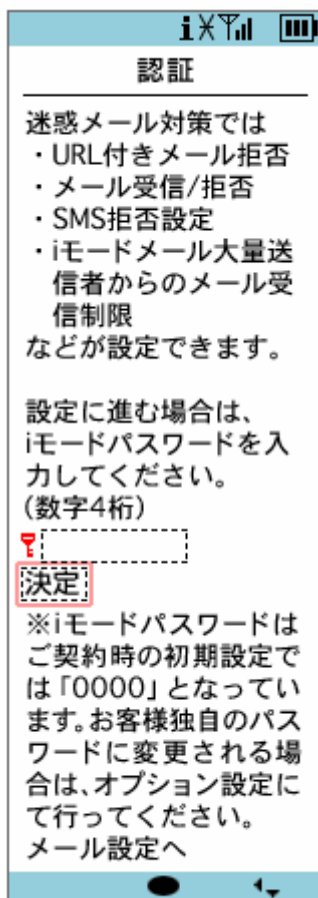 認証
迷惑メール対策では
・URL付きメール拒否
・メール受信/拒否
・SMS拒否設定
・iモードメール大量送
信者からのメール受
信制限
などが設定できます。
設定に進む場合は、
iモードパスワードを入
力してください。
(数字4桁)
決定
※iモードパスワードは
ご契約時の初期設定で
は「0000」となってい
ます。お客様独自のパス
ワードに変更される場
合は、オプション設定に
て行ってください。
メール設定へ